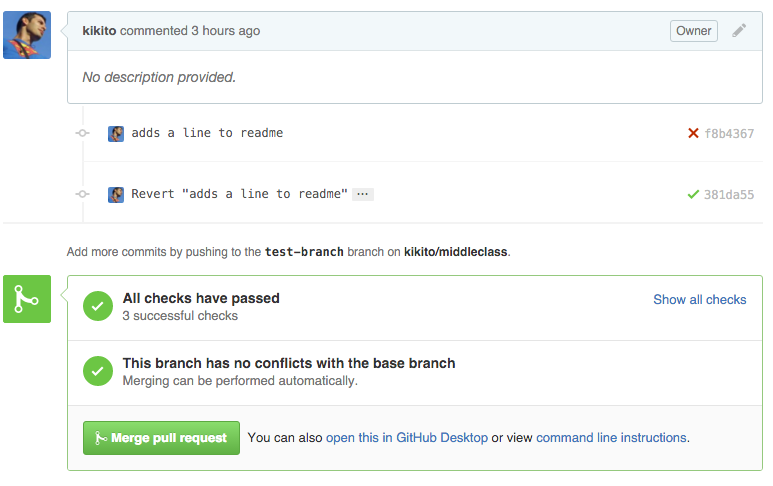 kikito commented 3 hours ago Owner
No description provided.
adds a line to readme f8b4367
Revert "adds a line to readme" ... 381da55
Add more commits by pushing to the test-branch branch on kikito/middleclass.
All checks have passed Show all checks
3 successful checks
This branch has no conflicts with the base branch
Merging can be performed automatically.
Merge pull request You can also open this in GitHub Desktop or view command line instructions.